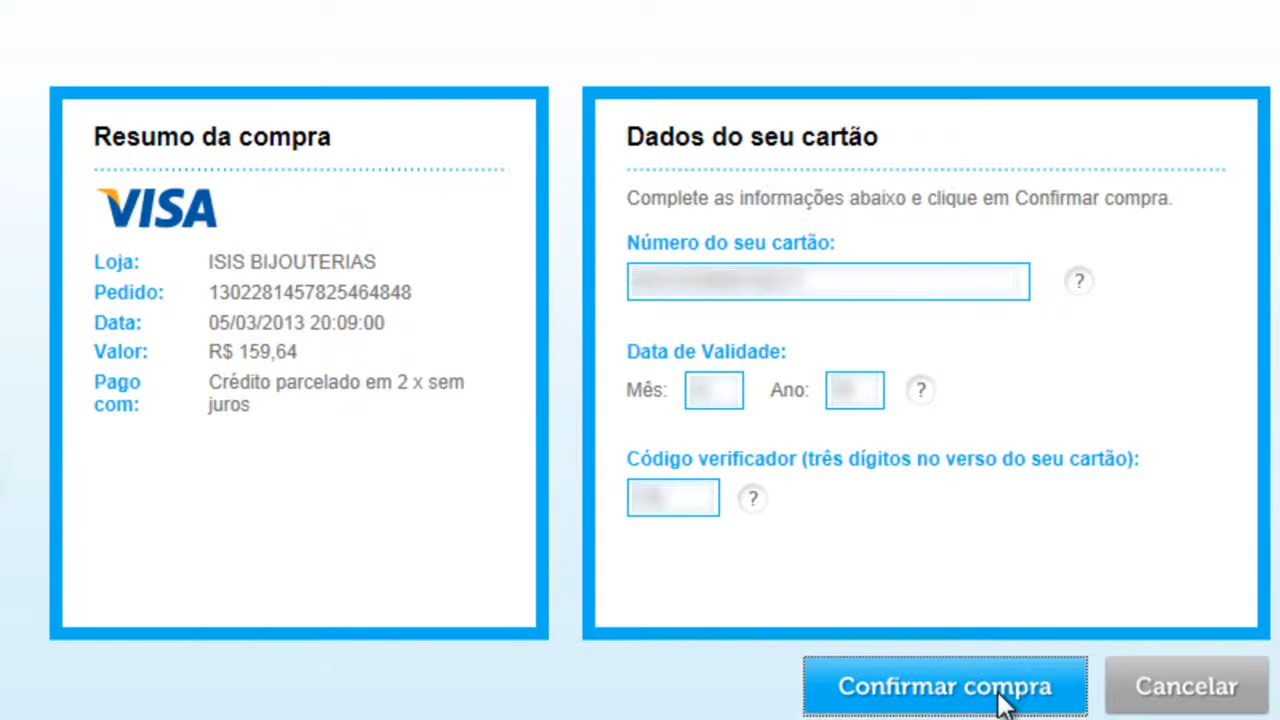 Resumo da compra
VISA
Loja: ISIS BIJOUTERIAS
Pedido: 1302281457825464848
Data: 05/03/2013 20:09:00
Valor: R$ 159,64
Pago com: Crédito parcelado em 2 x sem juros
Dados do seu cartão
Complete as informações abaixo e clique em Confirmar compra.
Número do seu cartão:
?
Data de Validade:
Mês: Ano: ?
Código verificador (três dígitos no verso do seu cartão):
?
Confirmar compra Cancelar